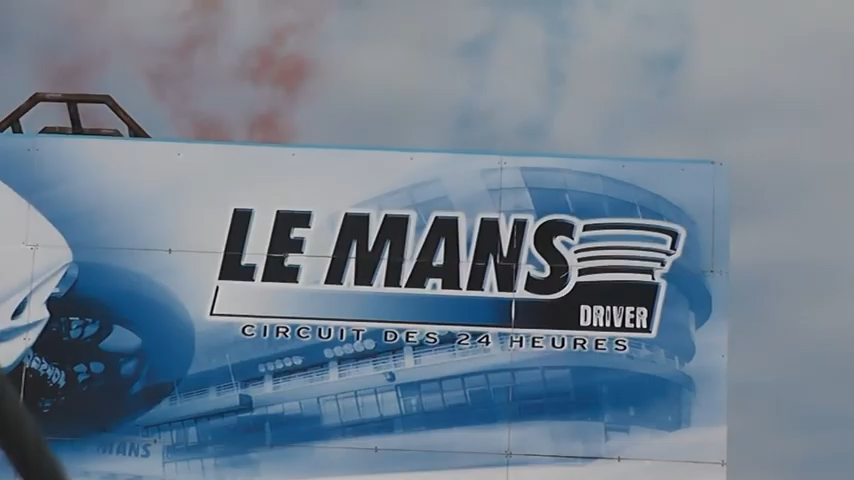 LE MANS
DRIVER
CIRCUIT DES 24 HEURES
MANS